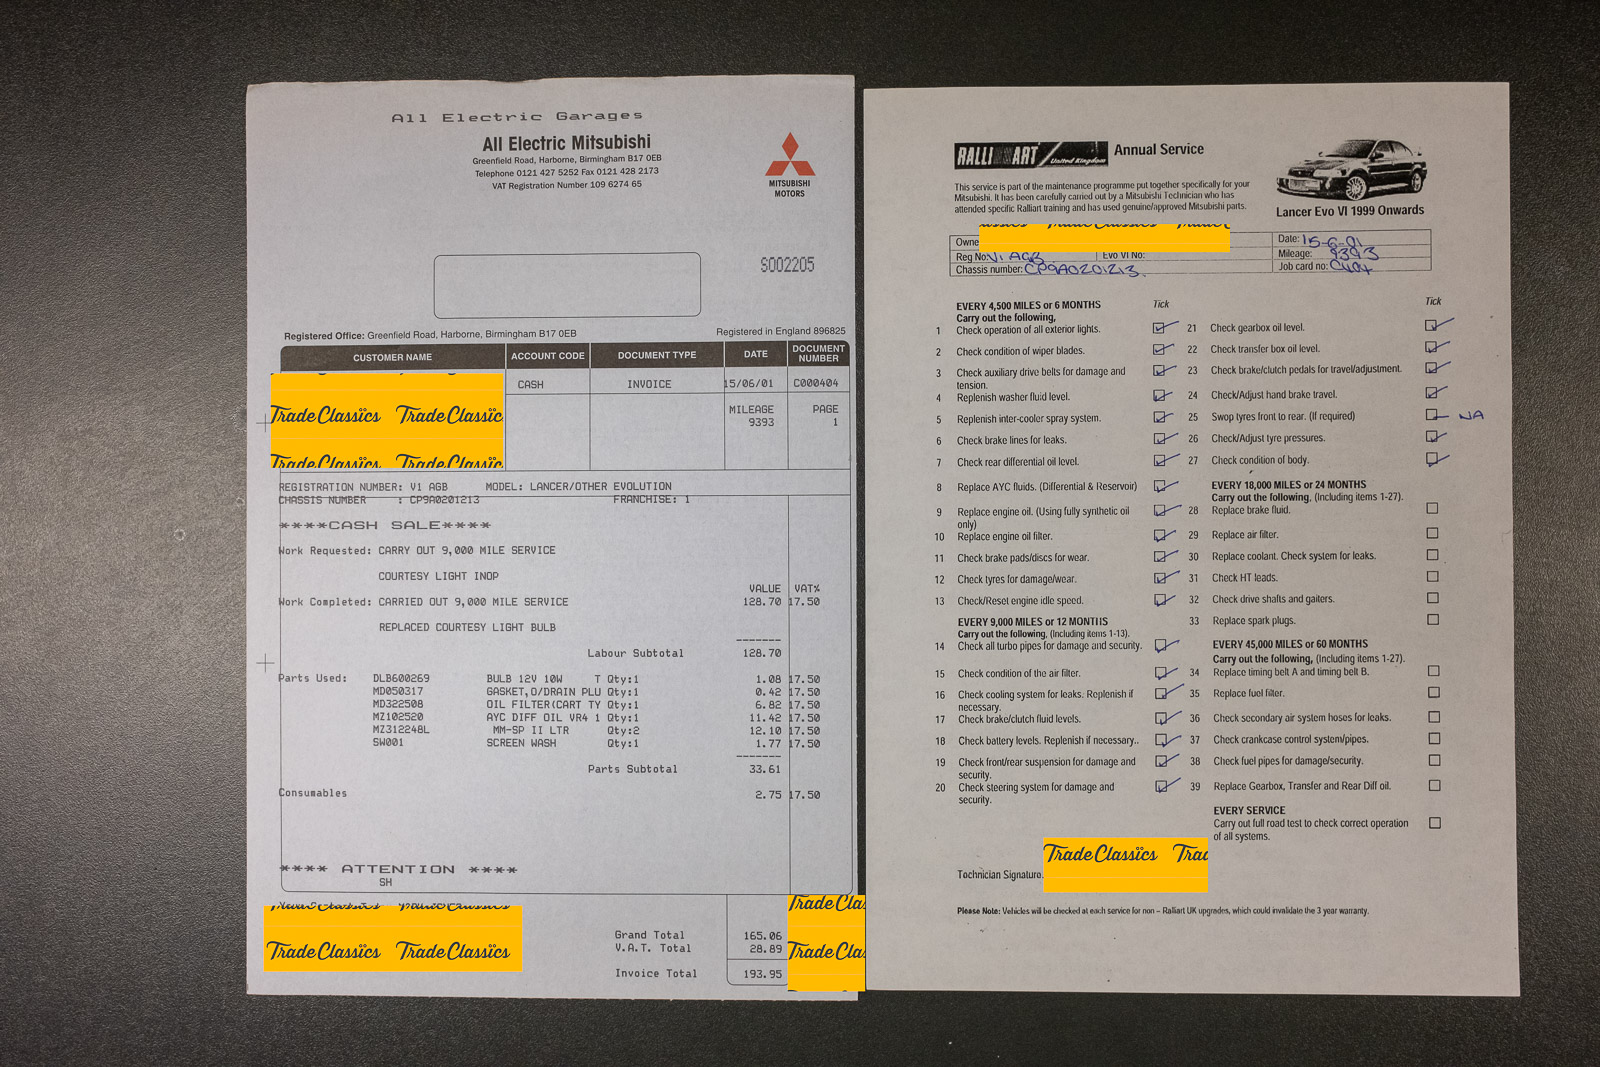 All Electric Garages
All Electric Mitsubishi
Greenfield Road, Harborne, Birmingham B17 0EB
Telephone 0121 427 5252 Fax 0121 428 2173
VAT Registration Number 109 6274 65
MITSUBISHI
MOTORS
S002205
Registered Office: Greenfield Road, Harborne, Birmingham B17 0EB Registered in England 896825
CUSTOMER NAME ACCOUNT CODE DOCUMENT TYPE DATE DOCUMENT NUMBER
CASH INVOICE 15/06/01 C000404
MILEAGE PAGE
9393 1
Trade Classics Trade Classic
Trade Classics Trade Classic
REGISTRATION NUMBER: V1 AGB MODEL: LANCER/OTHER EVOLUTION
CHASSIS NUMBER : CP9A0201213 FRANCHISE: 1
****CASH SALE****
Work Requested: CARRY OUT 9,000 MILE SERVICE
COURTESY LIGHT INOP
VALUE VAT%
Work Completed: CARRIED OUT 9,000 MILE SERVICE 128.70 17.50
REPLACED COURTESY LIGHT BULB
-------
Labour Subtotal 128.70
Parts Used: DLB600269 BULB 12V 10W T Qty:1 1.08 17.50
MD050317 GASKET,O/DRAIN PLU Qty:1 0.42 17.50
MD322508 OIL FILTER(CART TY Qty:1 6.82 17.50
MZ102520 AYC DIFF OIL VR4 1 Qty:1 11.42 17.50
MZ312248L MM-SP II LTR Qty:2 12.10 17.50
SW001 SCREEN WASH Qty:1 1.77 17.50
-------
Parts Subtotal 33.61
Consumables 2.75 17.50
**** ATTENTION ****
SH
Trade Classics Trade Classics
Trade Cla
Trade Cla
Grand Total 165.06
V.A.T. Total 28.89
Invoice Total 193.95
RALLI ART United Kingdom Annual Service
This service is part of the maintenance programme put together specifically for your
Mitsubishi. It has been carefully carried out by a Mitsubishi Technician who has
attended specific Ralliart training and has used genuine/approved Mitsubishi parts.
Lancer Evo VI 1999 Onwards
Owne Date: 15-6-01
Reg No: V1 AGB Evo VI No: Mileage: 9393
Chassis number: CP9A0201213. Job card no:
Tick Tick
EVERY 4,500 MILES or 6 MONTHS
Carry out the following,
1 Check operation of all exterior lights.
2 Check condition of wiper blades.
3 Check auxiliary drive belts for damage and
tension.
4 Replenish washer fluid level.
5 Replenish inter-cooler spray system.
6 Check brake lines for leaks.
7 Check rear differential oil level.
8 Replace AYC fluids. (Differential & Reservoir)
9 Replace engine oil. (Using fully synthetic oil
only)
10 Replace engine oil filter.
11 Check brake pads/discs for wear.
12 Check tyres for damage/wear.
13 Check/Reset engine idle speed.
EVERY 9,000 MILES or 12 MONTHS
Carry out the following, (Including items 1-13).
14 Check all turbo pipes for damage and security.
15 Check condition of the air filter.
16 Check cooling system for leaks. Replenish if
necessary.
17 Check brake/clutch fluid levels.
18 Check battery levels. Replenish if necessary..
19 Check front/rear suspension for damage and
security.
20 Check steering system for damage and
security.
21 Check gearbox oil level.
22 Check transfer box oil level.
23 Check brake/clutch pedals for travel/adjustment.
24 Check/Adjust hand brake travel.
25 Swop tyres front to rear. (If required) NA
26 Check/Adjust tyre pressures.
27 Check condition of body.
EVERY 18,000 MILES or 24 MONTHS
Carry out the following, (Including items 1-27).
28 Replace brake fluid.
29 Replace air filter.
30 Replace coolant. Check system for leaks.
31 Check HT leads.
32 Check drive shafts and gaiters.
33 Replace spark plugs.
EVERY 45,000 MILES or 60 MONTHS
Carry out the following, (Including items 1-27).
34 Replace timing belt A and timing belt B.
35 Replace fuel filter.
36 Check secondary air system hoses for leaks.
37 Check crankcase control system/pipes.
38 Check fuel pipes for damage/security.
39 Replace Gearbox, Transfer and Rear Diff oil.
EVERY SERVICE
Carry out full road test to check correct operation
of all systems.
Trade Classics Trad
Technician Signature.
Please Note: Vehicles will be checked at each service for non – Ralliart UK upgrades, which could invalidate the 3 year warranty.